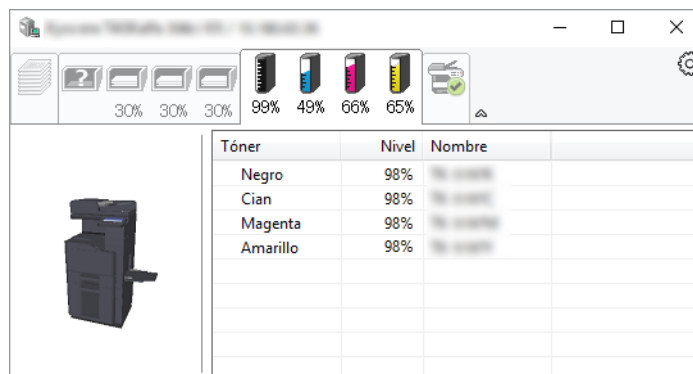 30% 30% 30% 99% 49% 66% 65%
Tóner Nivel Nombre
Negro 98%
Cian 98%
Magenta 98%
Amarillo 98%